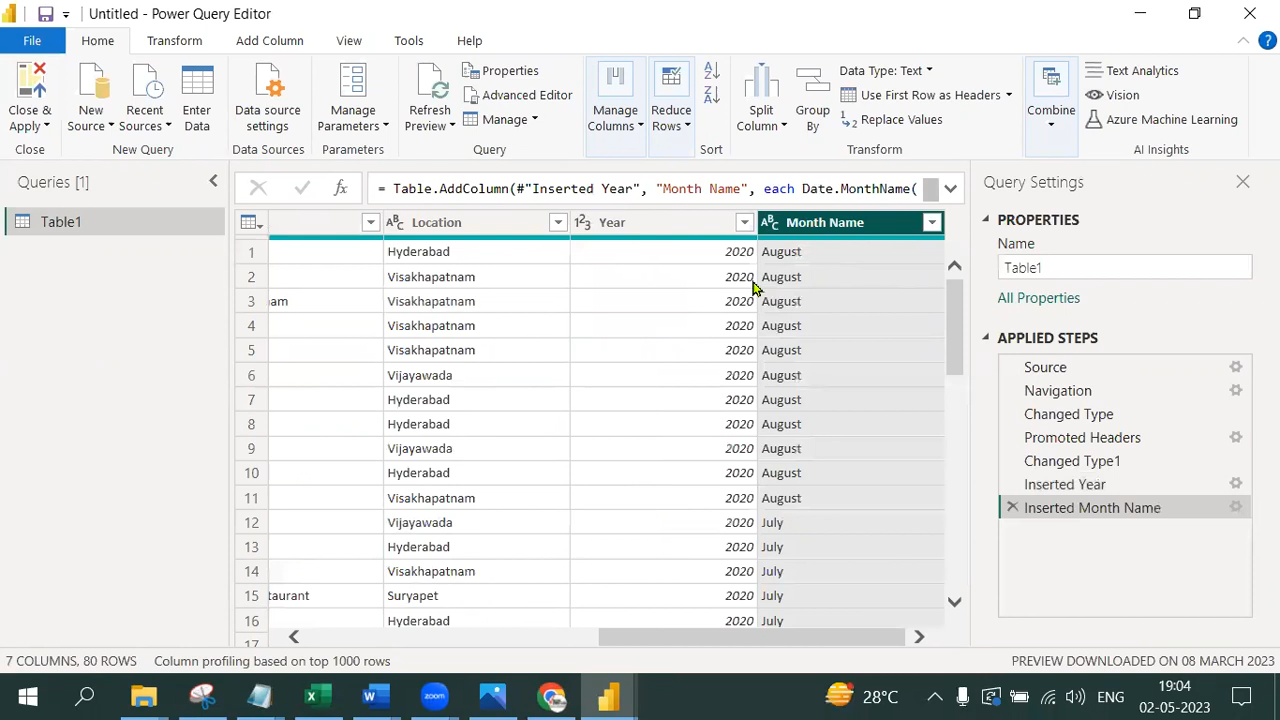 Untitled - Power Query Editor
File Home Transform Add Column View Tools Help
Close & Apply
New Source
Recent Sources
Enter Data
Data source settings
Manage Parameters
Refresh Preview
Properties
Advanced Editor
Manage
Manage Columns
Reduce Rows
Split Column
Group By
Data Type: Text
Use First Row as Headers
Replace Values
Combine
Text Analytics
Vision
Azure Machine Learning
Close New Query Data Sources Parameters Query Sort Transform AI Insights
Queries [1]
Table1
= Table.AddColumn(#"Inserted Year", "Month Name", each Date.MonthName(
Location Year Month Name
1 Hyderabad 2020 August
2 Visakhapatnam 2020 August
3 nam Visakhapatnam 2020 August
4 Visakhapatnam 2020 August
5 Visakhapatnam 2020 August
6 Vijayawada 2020 August
7 Hyderabad 2020 August
8 Hyderabad 2020 August
9 Vijayawada 2020 August
10 Hyderabad 2020 August
11 Visakhapatnam 2020 August
12 Vijayawada 2020 July
13 Hyderabad 2020 July
14 Visakhapatnam 2020 July
15 taurant Suryapet 2020 July
16 Hyderabad 2020 July
17
Query Settings
PROPERTIES
Name
Table1
All Properties
APPLIED STEPS
Source
Navigation
Changed Type
Promoted Headers
Changed Type1
Inserted Year
Inserted Month Name
7 COLUMNS, 80 ROWS Column profiling based on top 1000 rows PREVIEW DOWNLOADED ON 08 MARCH 2023
zoom
28°C ENG
19:04
02-05-2023